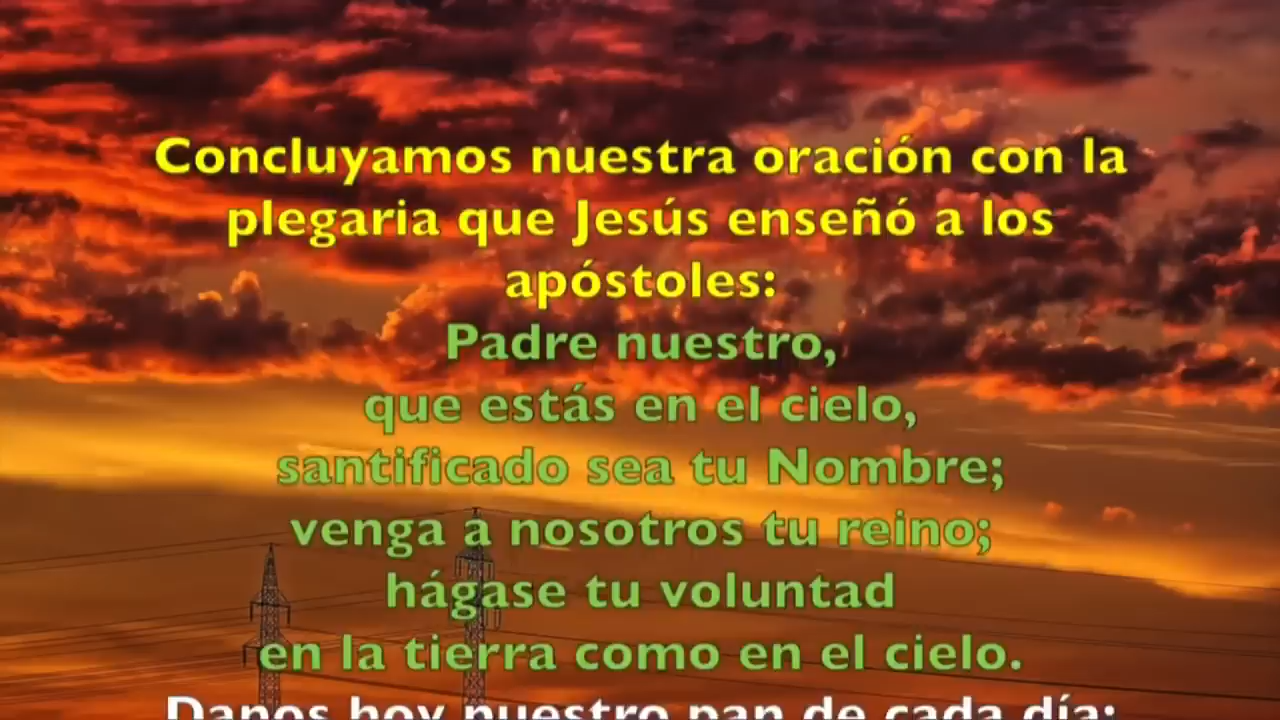 Concluyamos nuestra oración con la
plegaria que Jesús enseñó a los
apóstoles:
Padre nuestro,
que estás en el cielo,
santificado sea tu Nombre;
venga a nosotros tu reino;
hágase tu voluntad
en la tierra como en el cielo.
Danos hoy nuestro pan de cada día;